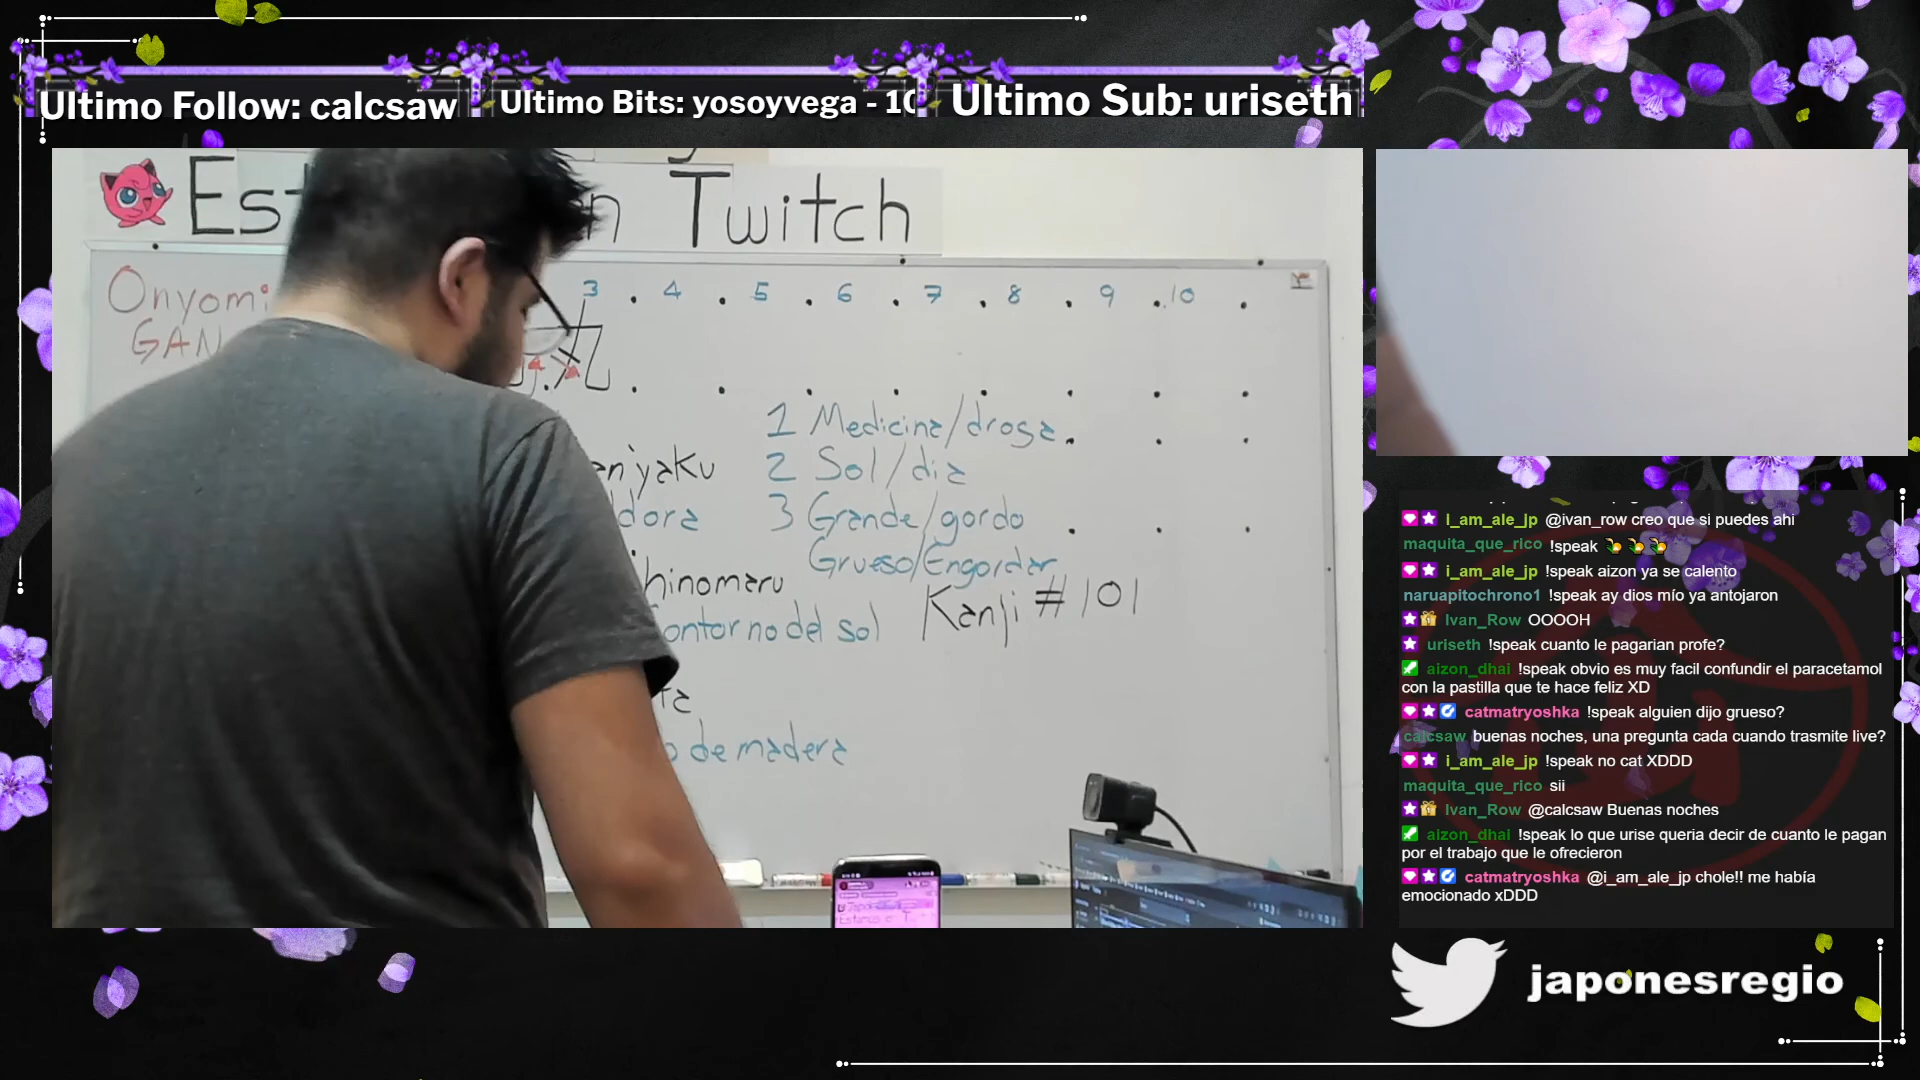 Ultimo Follow: calcsaw
Ultimo Bits: yosoyvega - 10
Ultimo Sub: uriseth
Twitch
Onyomi
3 . 4 . 5 . 6 . 7 . 8 . 9 . 10 .
1 Medicina/droga
2 Sol/dia
3 Grande/gordo
Grueso/Engordar
Kanji #101
hinomaru
del sol
de madera
i_am_ale_jp @ivan_row creo que si puedes ahi
maquita_que_rico !speak
i_am_ale_jp !speak aizon ya se calento
naruapitochrono1 !speak ay dios mío ya antojaron
Ivan_Row OOOOH
uriseth !speak cuanto le pagarian profe?
aizon_dhai !speak obvio es muy facil confundir el paracetamol
con la pastilla que te hace feliz XD
catmatryoshka !speak alguien dijo grueso?
calcsaw buenas noches, una pregunta cada cuando trasmite live?
i_am_ale_jp !speak no cat XDDD
maquita_que_rico sii
Ivan_Row @calcsaw Buenas noches
aizon_dhai !speak lo que urise queria decir de cuanto le pagan
por el trabajo que le ofrecieron
catmatryoshka @i_am_ale_jp chole!! me había
emocionado xDDD
japonesregio